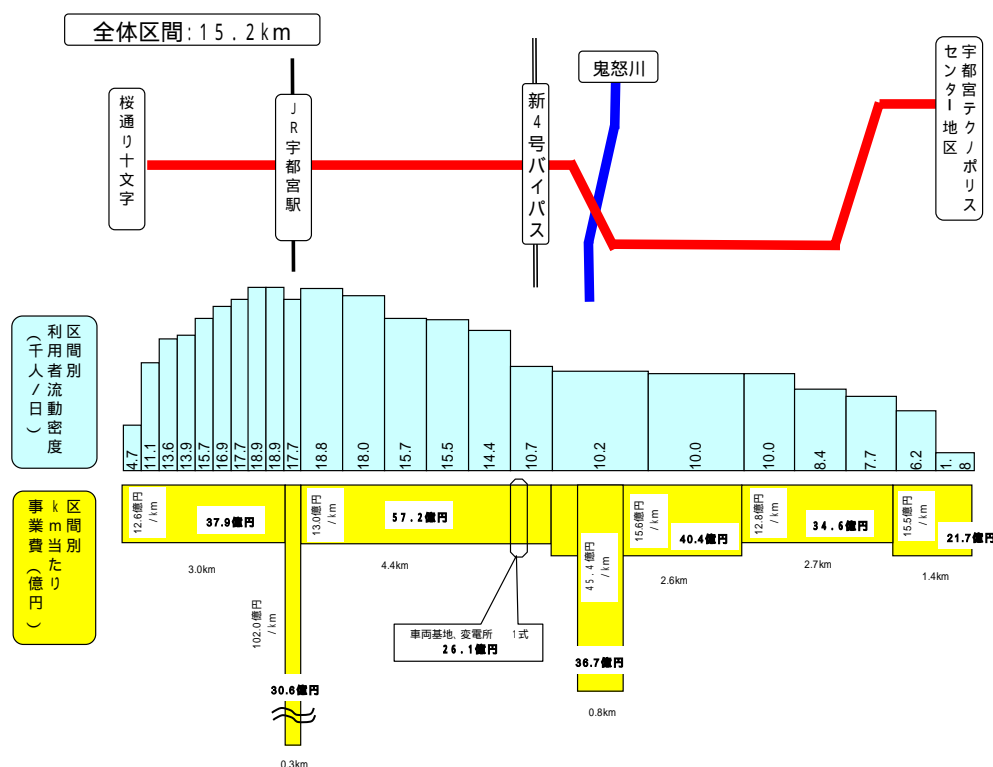 全体区間:15.2km
桜通り十文字
JR宇都宮駅
新4号バイパス
鬼怒川
宇都宮テクノポリス
センター地区
区間別
利用者流動密度
(千人/日)
4.7
11.1
13.6
13.9
15.7
16.9
17.7
18.9
18.9
17.7
18.8
18.0
15.7
15.5
14.4
10.7
10.2
10.0
10.0
8.4
7.7
6.2
1.8
区間別
km当たり
事業費(億円)
12.6億円
/km
37.9億円
3.0km
102.0億円
/km
30.6億円
0.3km
13.0億円
/km
57.2億円
4.4km
車両基地、変電所 1式
26.1億円
45.4億円
/km
36.7億円
0.8km
15.6億円
/km
40.4億円
2.6km
12.8億円
/km
34.6億円
2.7km
15.5億円
/km
21.7億円
1.4km